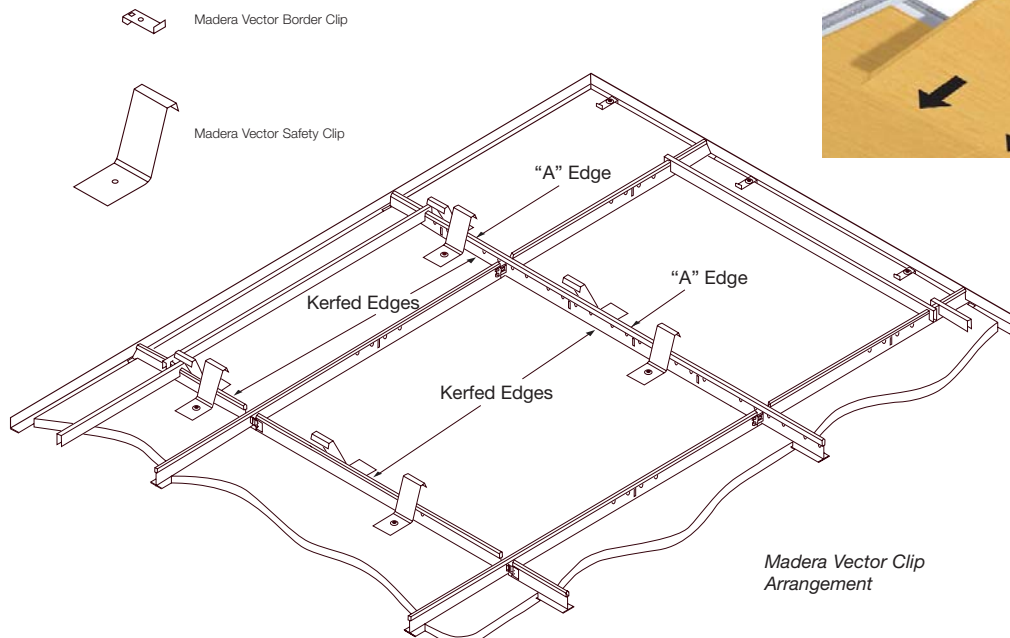 Madera Vector Border Clip
Madera Vector Safety Clip
“A” Edge
“A” Edge
Kerfed Edges
Kerfed Edges
Madera Vector Clip
Arrangement